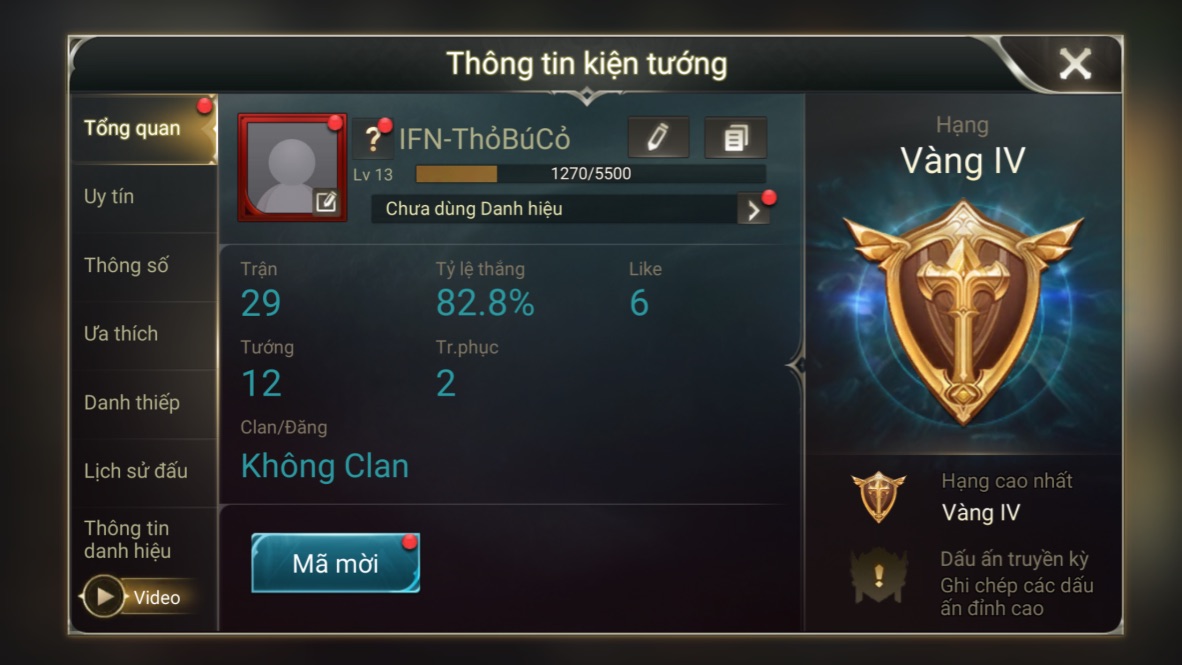 Thông tin kiện tướng
Tổng quan
Uy tín
Thông số
Ưa thích
Danh thiếp
Lịch sử đấu
Thông tin
danh hiệu
Video
?
IFN-ThỏBúCỏ
Lv 13
1270/5500
Chưa dùng Danh hiệu
Trận
Tỷ lệ thắng
Like
29
82.8%
6
Tướng
Tr.phục
12
2
Clan/Đăng
Không Clan
Mã mời
Hạng
Vàng IV
Hạng cao nhất
Vàng IV
Dấu ấn truyền kỳ
Ghi chép các dấu
ấn đỉnh cao